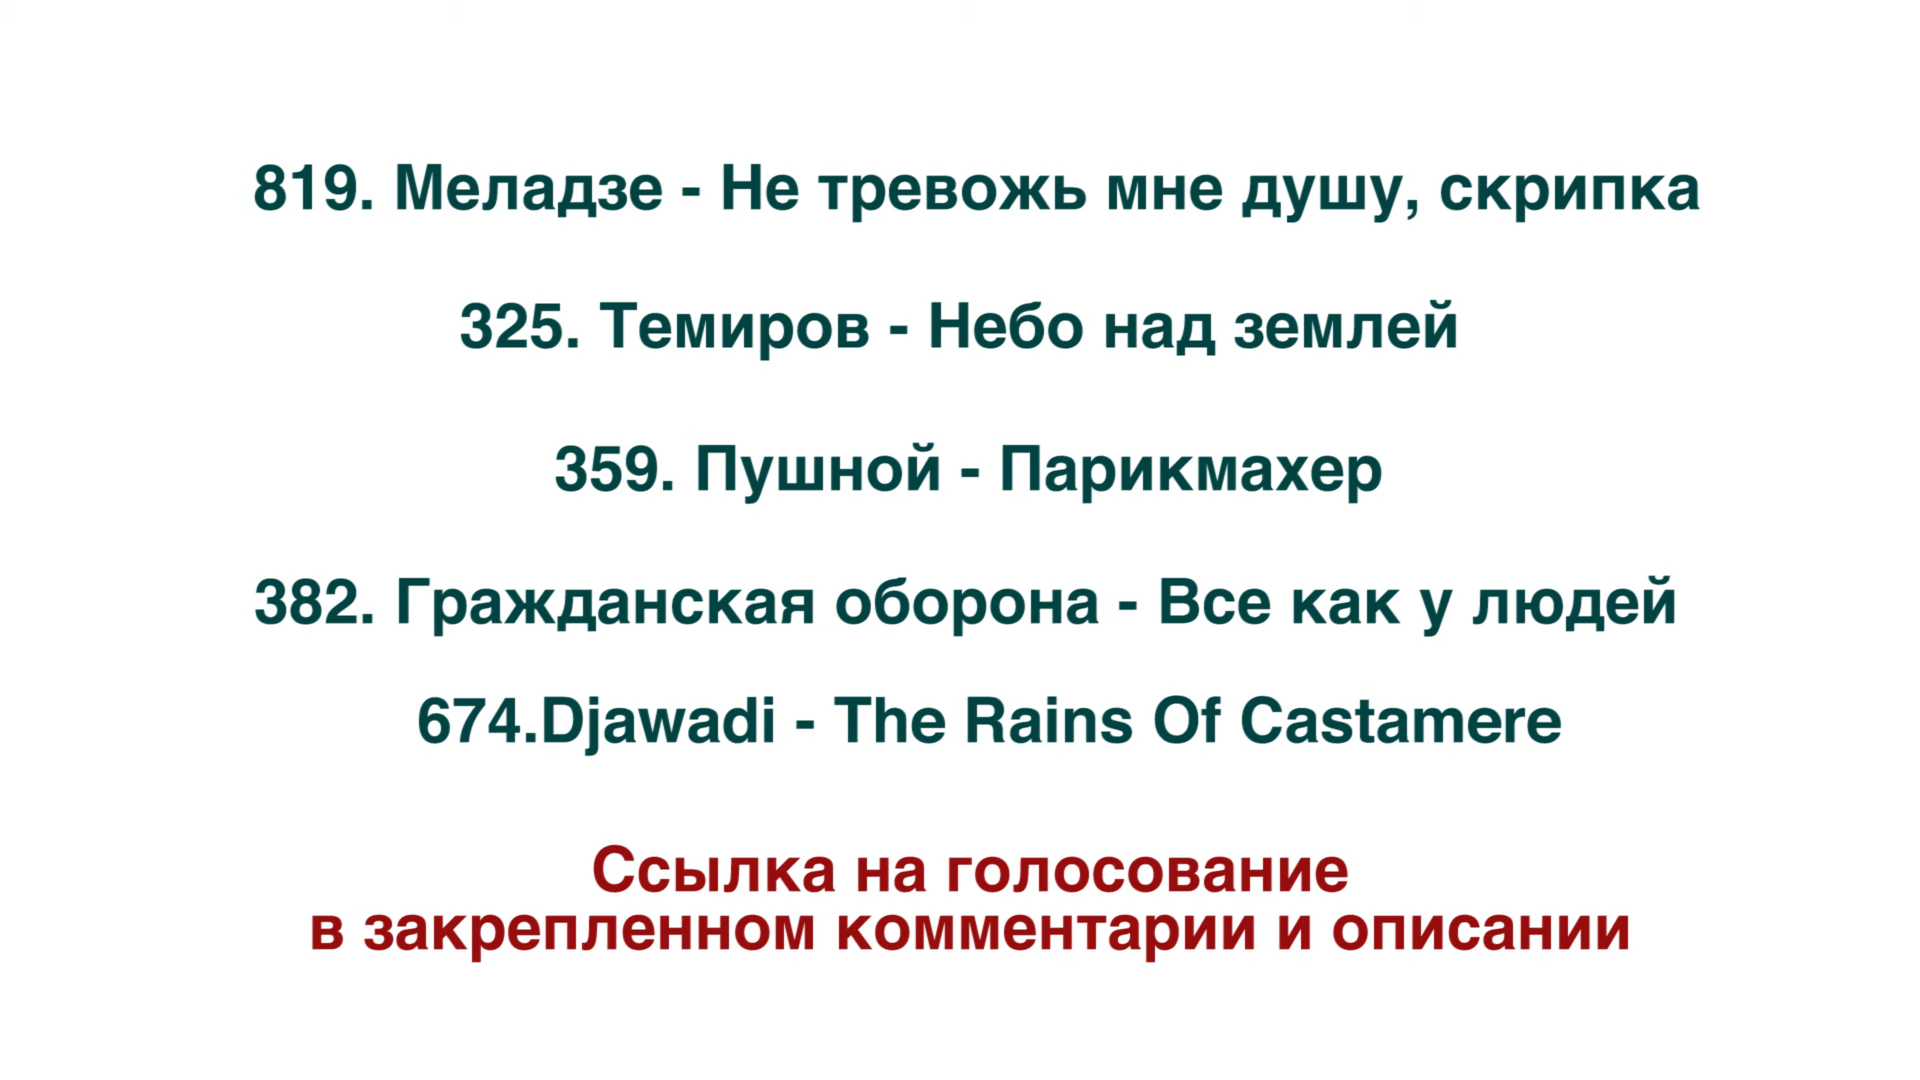 819. Меладзе - Не тревожь мне душу, скрипка
325. Темиров - Небо над землей
359. Пушной - Парикмахер
382. Гражданская оборона - Все как у людей
674.Djawadi - The Rains Of Castamere
Ссылка на голосование
в закрепленном комментарии и описании